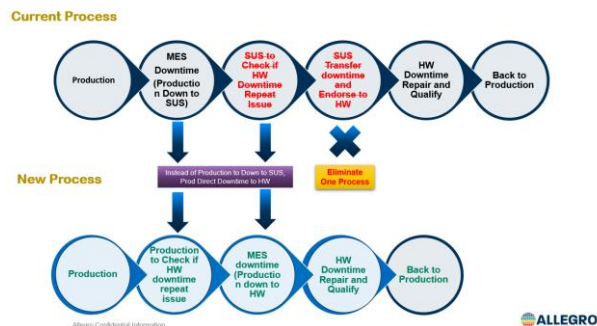 Current Process
Production
MES
Downtime
(Productio
n Down to
SUS)
SUS to
Check if
HW
Downtime
Repeat
Issue
SUS
Transfer
downtime
and
Endorse to
HW
HW
Downtime
Repair and
Qualify
Back to
Production
Instead of Production to Down to SUS,
Prod Direct Downtime to HW
Eliminate
One Process
New Process
Production
Production
to Check if
HW
downtime
repeat
issue
MES
downtime
(Productio
n down to
HW
HW
Downtime
Repair and
Qualify
Back to
Production
Allegro Confidential Information
ALLEGRO